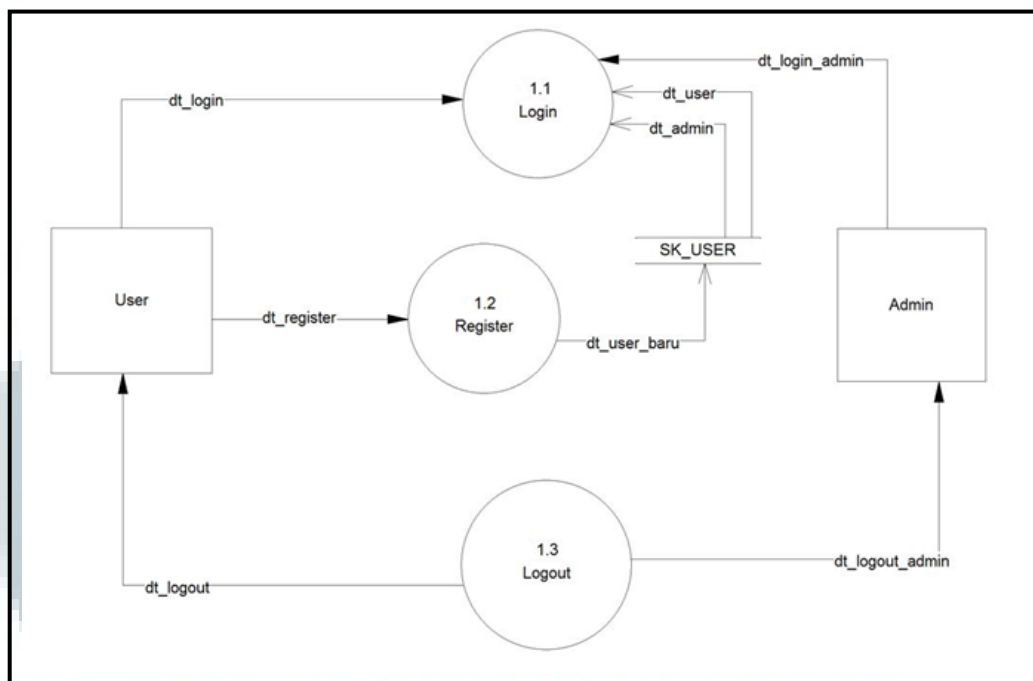 dt_login_admin
1.1
Login
dt_login
dt_user
dt_admin
SK_USER
User
1.2
Register
Admin
dt_register
dt_user_baru
1.3
Logout
dt_logout
dt_logout_admin